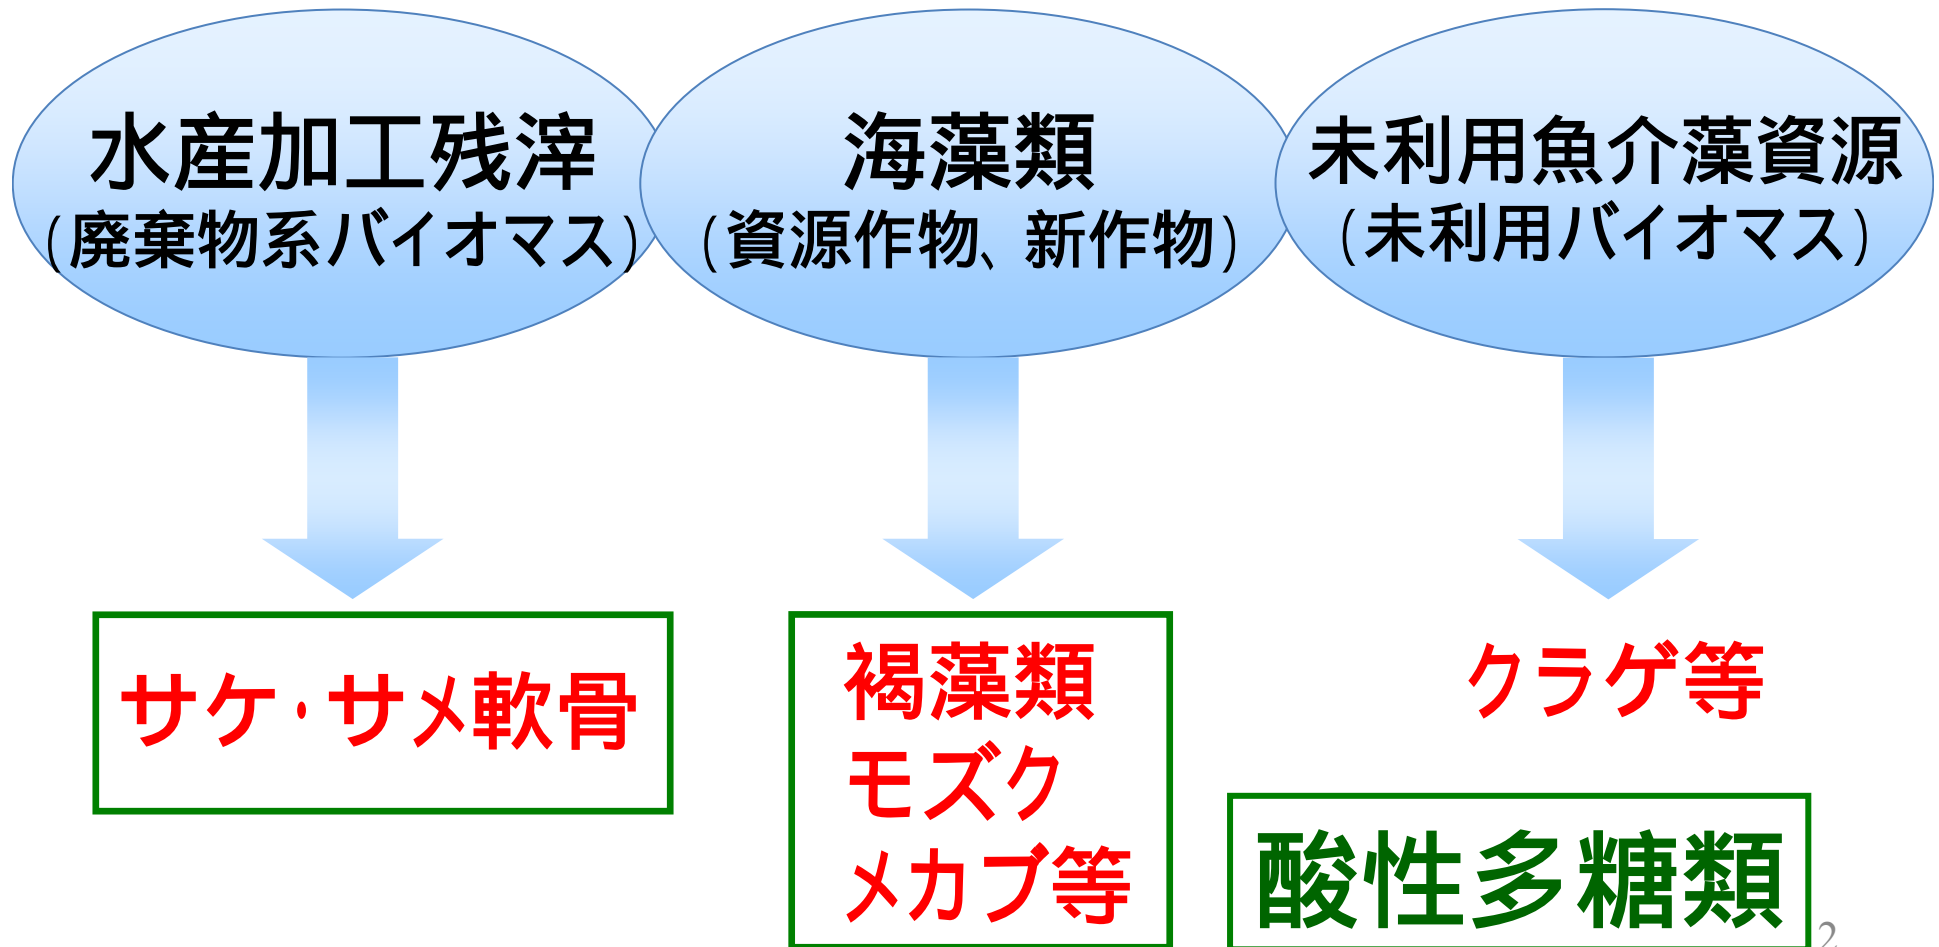 水産加工残滓
(廃棄物系バイオマス)
海藻類
(資源作物、新作物)
未利用魚介藻資源
(未利用バイオマス)
サケ・サメ軟骨
褐藻類
モズク
メカブ等
クラゲ等
酸性多糖類
2